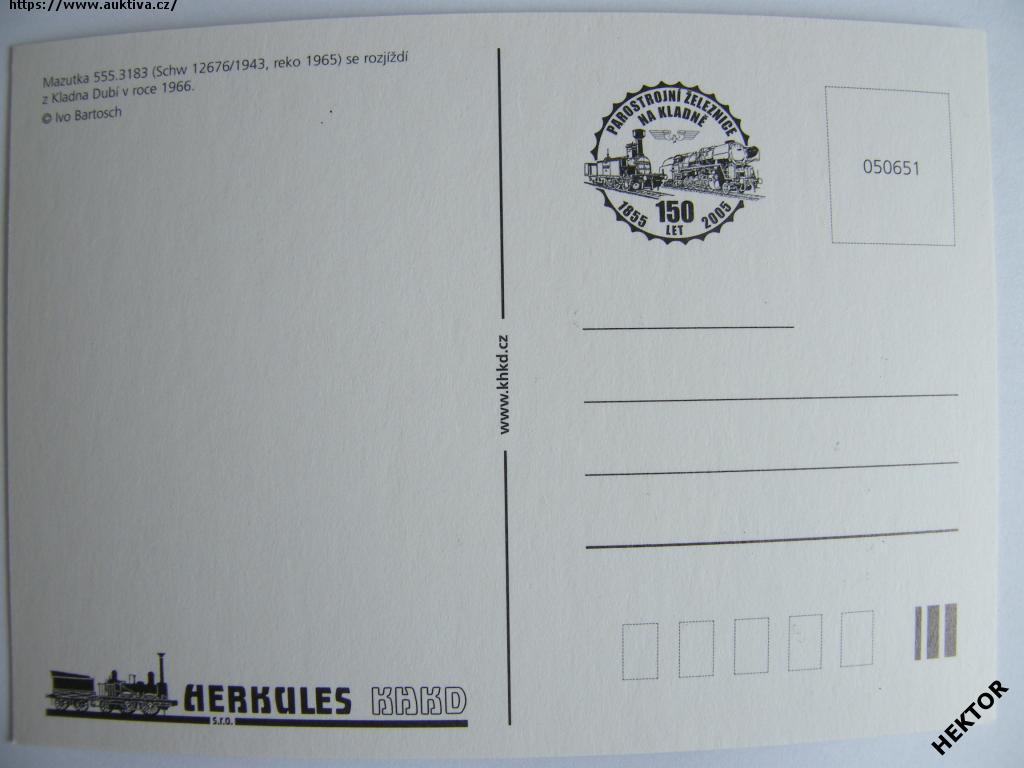 https://www.auktiva.cz/
Mazutka 555.3183 (Schw 12676/1943, reko 1965) se rozjíždí
z Kladna Dubí v roce 1966.
© Ivo Bartosch
PAROSTROJNÍ ŽELEZNICE
NA KLADNĚ
1855 150 2005
LET
050651
www.khkd.cz
HERKULES KHKD
s.r.o.
HEKTOR